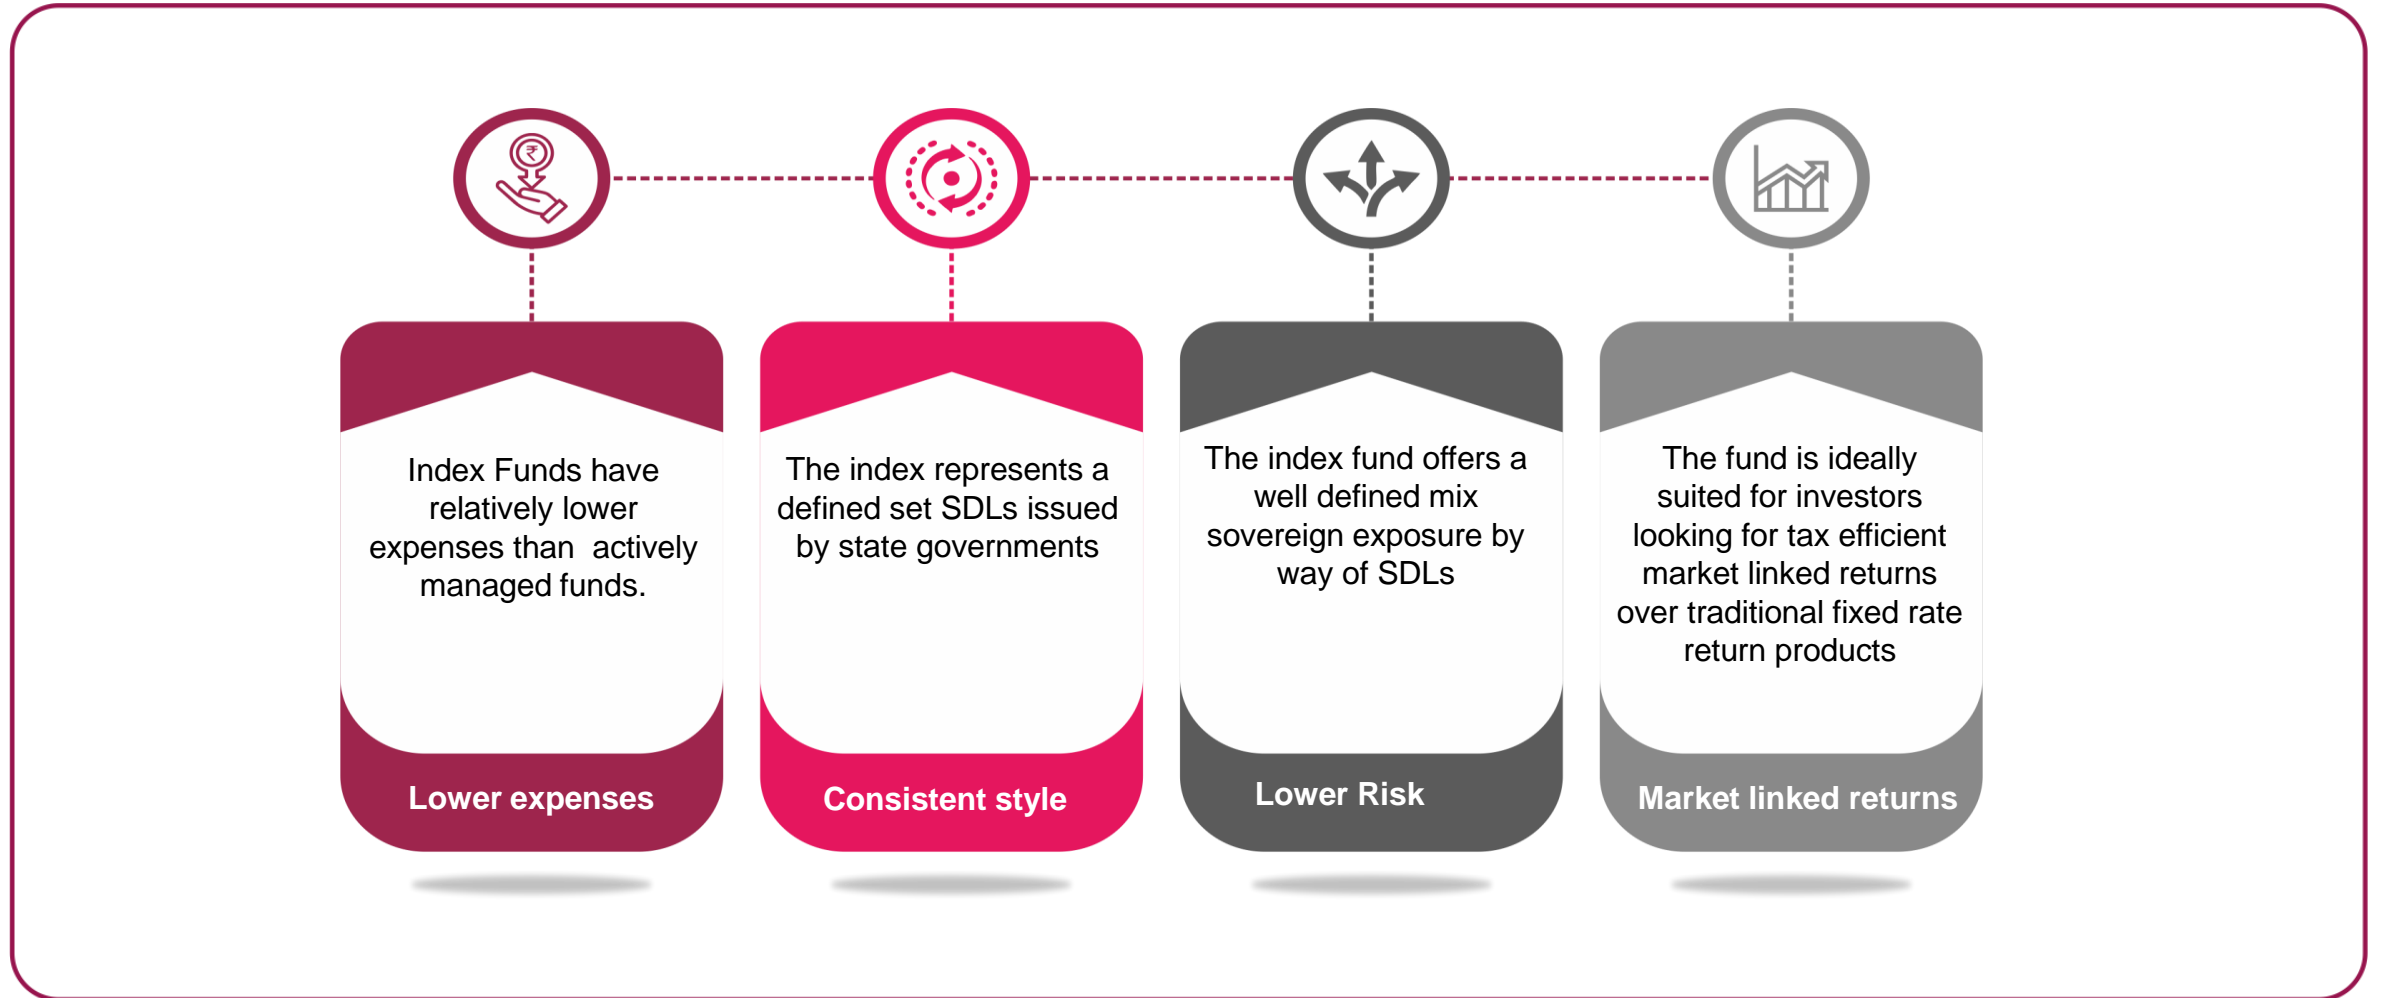 ₹
Index Funds have
relatively lower
expenses than  actively
managed funds.
Lower expenses
The index represents a
defined set SDLs issued
by state governments
Consistent style
The index fund offers a
well defined mix
sovereign exposure by
way of SDLs
Lower Risk
The fund is ideally
suited for investors
looking for tax efficient
market linked returns
over traditional fixed rate
return products
Market linked returns